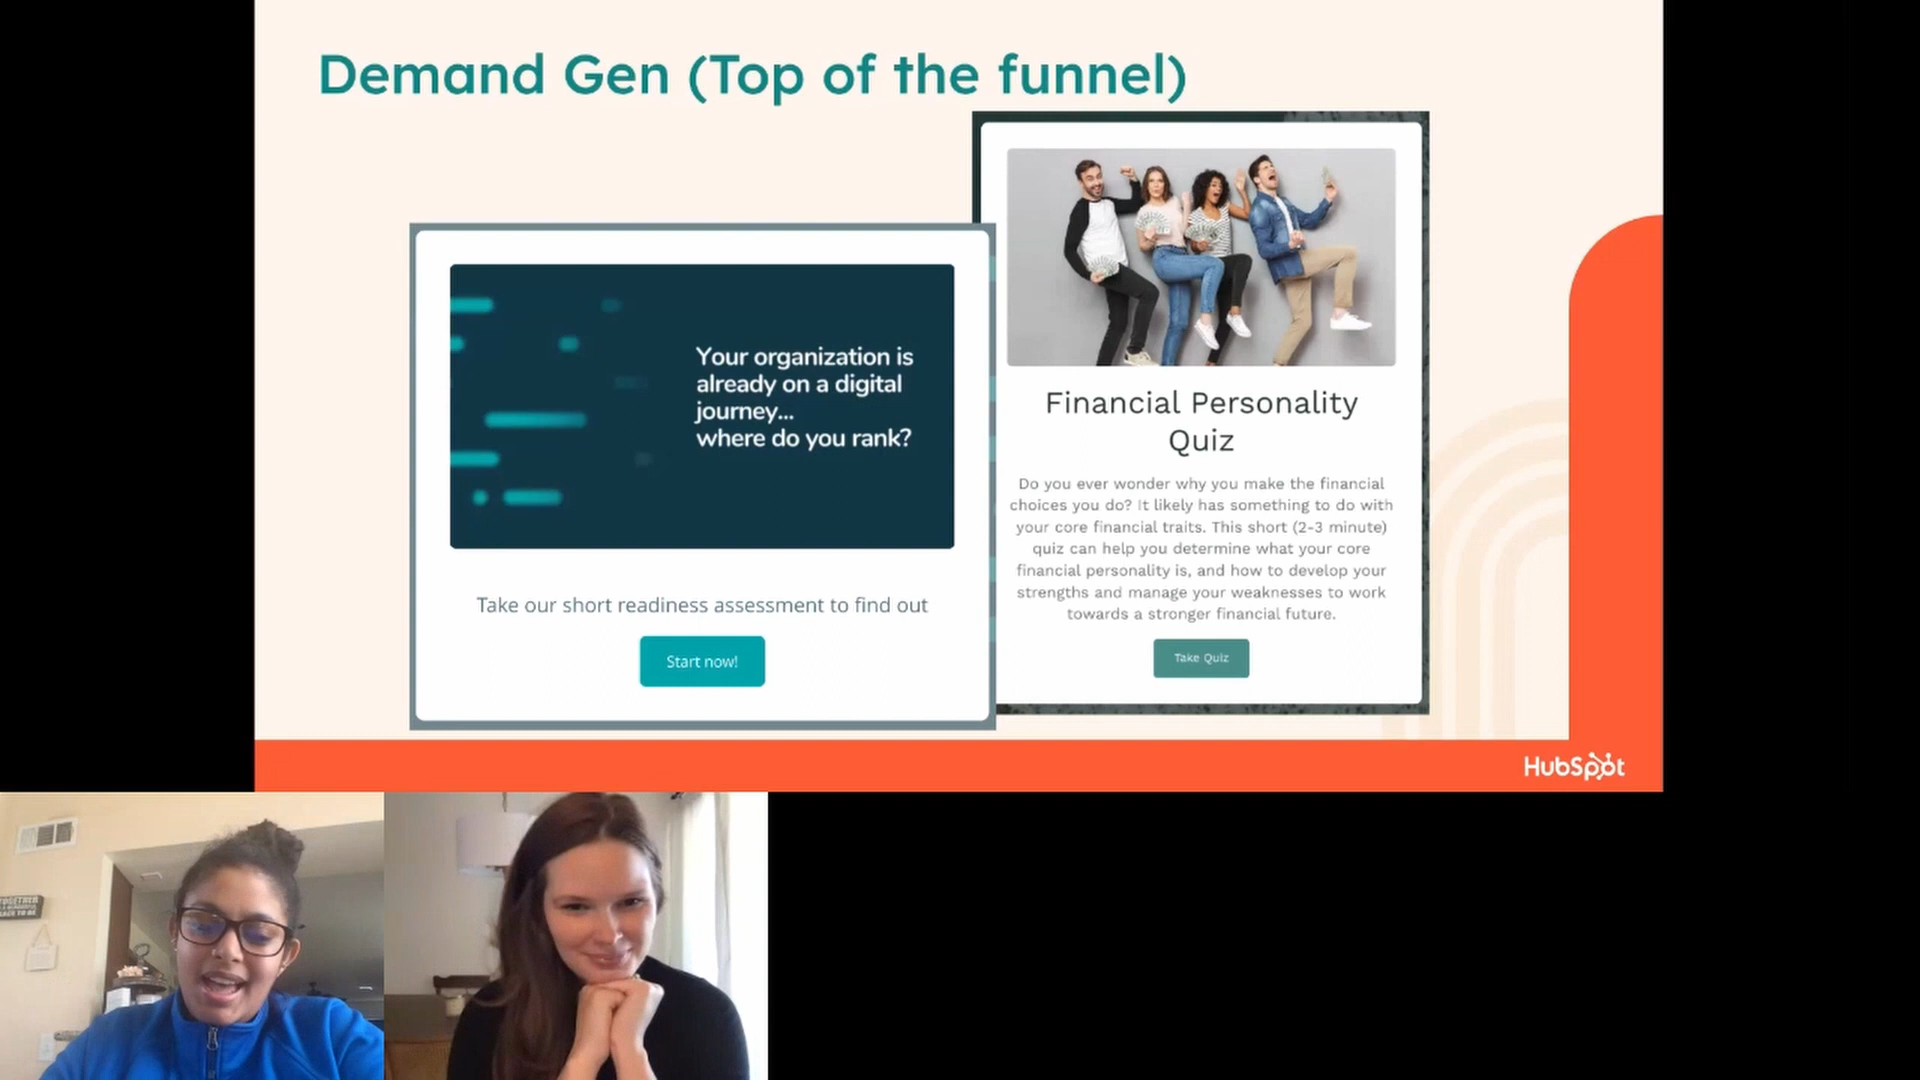 Demand Gen (Top of the funnel)
Your organization is
already on a digital
journey...
where do you rank?
Take our short readiness assessment to find out
Start now!
Financial Personality
Quiz
Do you ever wonder why you make the financial
choices you do? It likely has something to do with
your core financial traits. This short (2-3 minute)
quiz can help you determine what your core
financial personality is, and how to develop your
strengths and manage your weaknesses to work
towards a stronger financial future.
Take Quiz
HubSpot
TOGETHER
PLACE TO BE